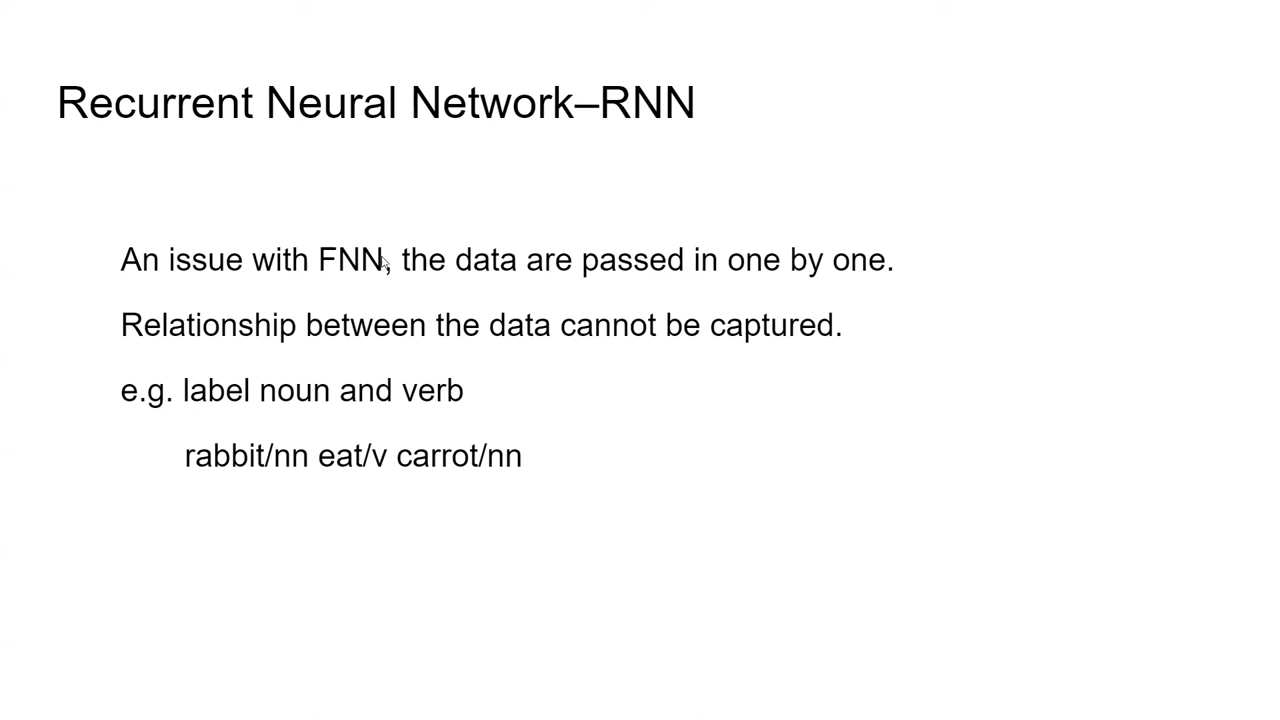 Recurrent Neural Network–RNN
An issue with FNN, the data are passed in one by one.
Relationship between the data cannot be captured.
e.g. label noun and verb
rabbit/nn eat/v carrot/nn